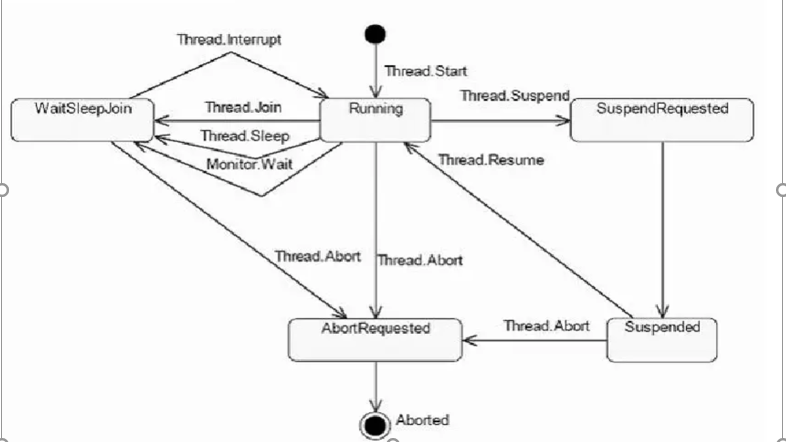 Thread.Interrupt
Thread.Start
Thread.Suspend
WaitSleepJoin
Thread.Join
Running
SuspendRequested
Thread.Sleep
Monitor.Wait
Thread.Resume
Thread.Abort
Thread.Abort
AbortRequested
Thread.Abort
Suspended
Aborted